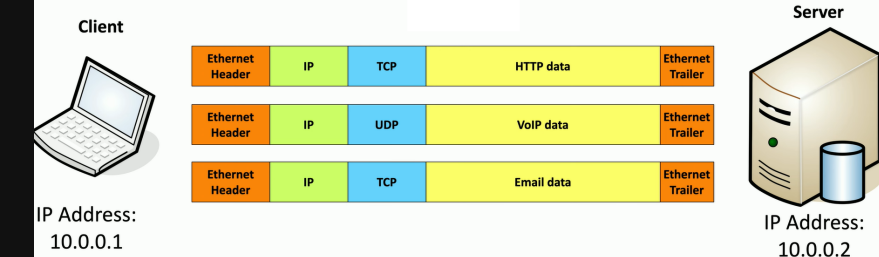 Client
Server
Ethernet Header
IP
TCP
HTTP data
Ethernet Trailer
Ethernet Header
IP
UDP
VoIP data
Ethernet Trailer
Ethernet Header
IP
TCP
Email data
Ethernet Trailer
IP Address:
10.0.0.1
IP Address:
10.0.0.2